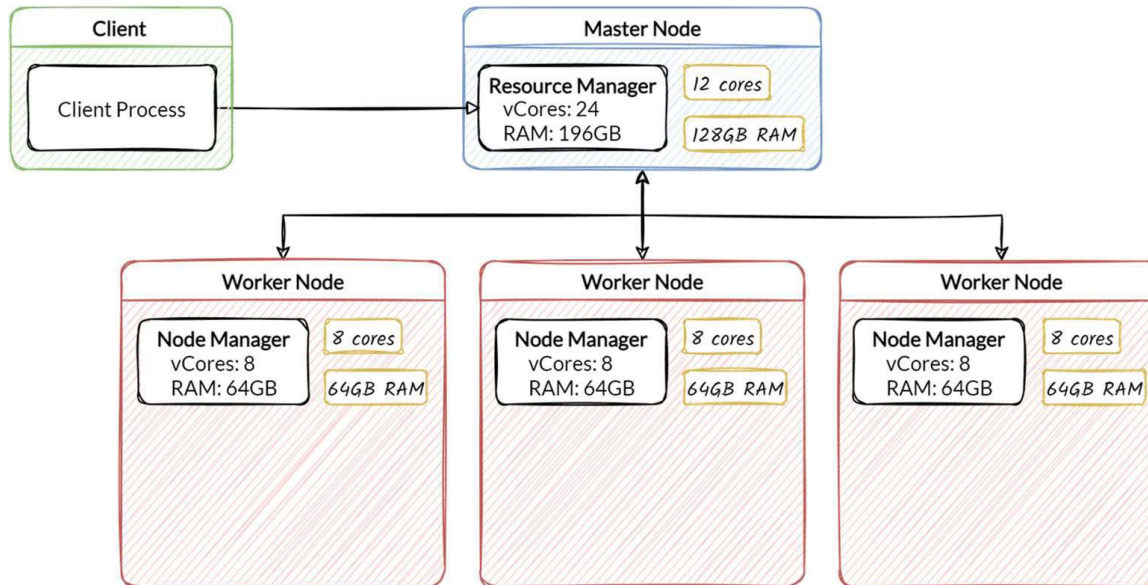 Client
Client Process
Master Node
Resource Manager
vCores: 24
RAM: 196GB
12 cores
128GB RAM
Worker Node
Node Manager
vCores: 8
RAM: 64GB
8 cores
64GB RAM
Worker Node
Node Manager
vCores: 8
RAM: 64GB
8 cores
64GB RAM
Worker Node
Node Manager
vCores: 8
RAM: 64GB
8 cores
64GB RAM